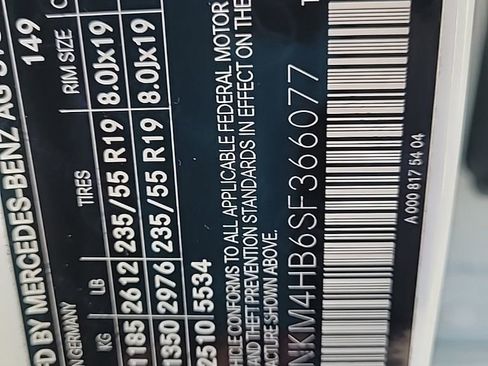 FD BY MERCEDES-BENZ AG
149
N GERMANY
KG LB TIRES RIM SIZE
1185 2612 235/55 R19 8.0Jx19
1350 2976 235/55 R19 8.0Jx19
2510 5534
EHICLE CONFORMS TO ALL APPLICABLE FEDERAL MOTOR
AND THEFT PREVENTION STANDARDS IN EFFECT ON THE
ACTURE SHOWN ABOVE.
NKM4HB6SF366077
A 000 817 54 04